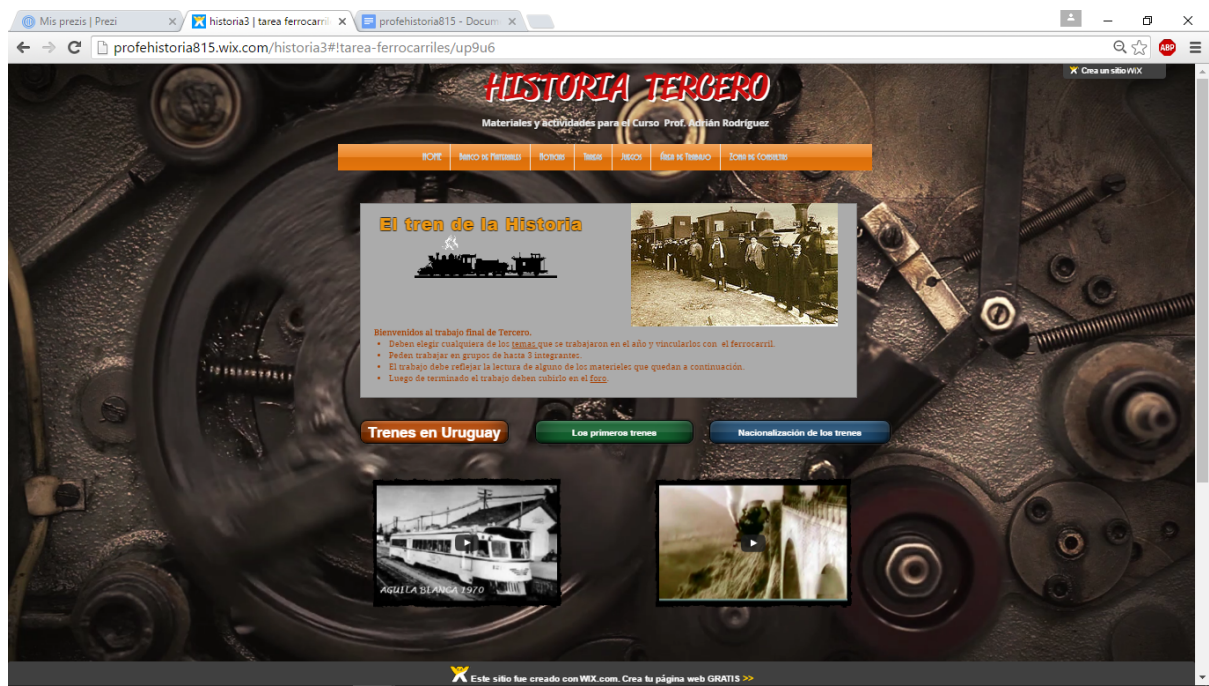 Mis prezis | Prezi
historia3 | tarea ferrocarril
profehistoria815 - Docum
profehistoria815.wix.com/historia3#!tarea-ferrocarriles/up9u6
ABP
Crea un sitio WiX
HISTORIA TERCERO
Materiales y actividades para el Curso Prof. Adrián Rodríguez
HOME
Banco de Materiales
Noticias
Tareas
Juegos
Área de Trabajo
Zona de Consultas
El tren de la Historia
Bienvenidos al trabajo final de Tercero.
Deben elegir cualquiera de los temas que se trabajaron en el año y vincularlos con el ferrocarril.
Peden trabajar en grupos de hasta 3 integrantes.
El trabajo debe reflejar la lectura de alguno de los materiales que quedan a continuación.
Luego de terminado el trabajo deben subirlo en el foro.
Trenes en Uruguay
Los primeros trenes
Nacionalización de los trenes
AGUILA BLANCA 1970
Este sitio fue creado con WIX.com. Crea tu página web GRATIS >>